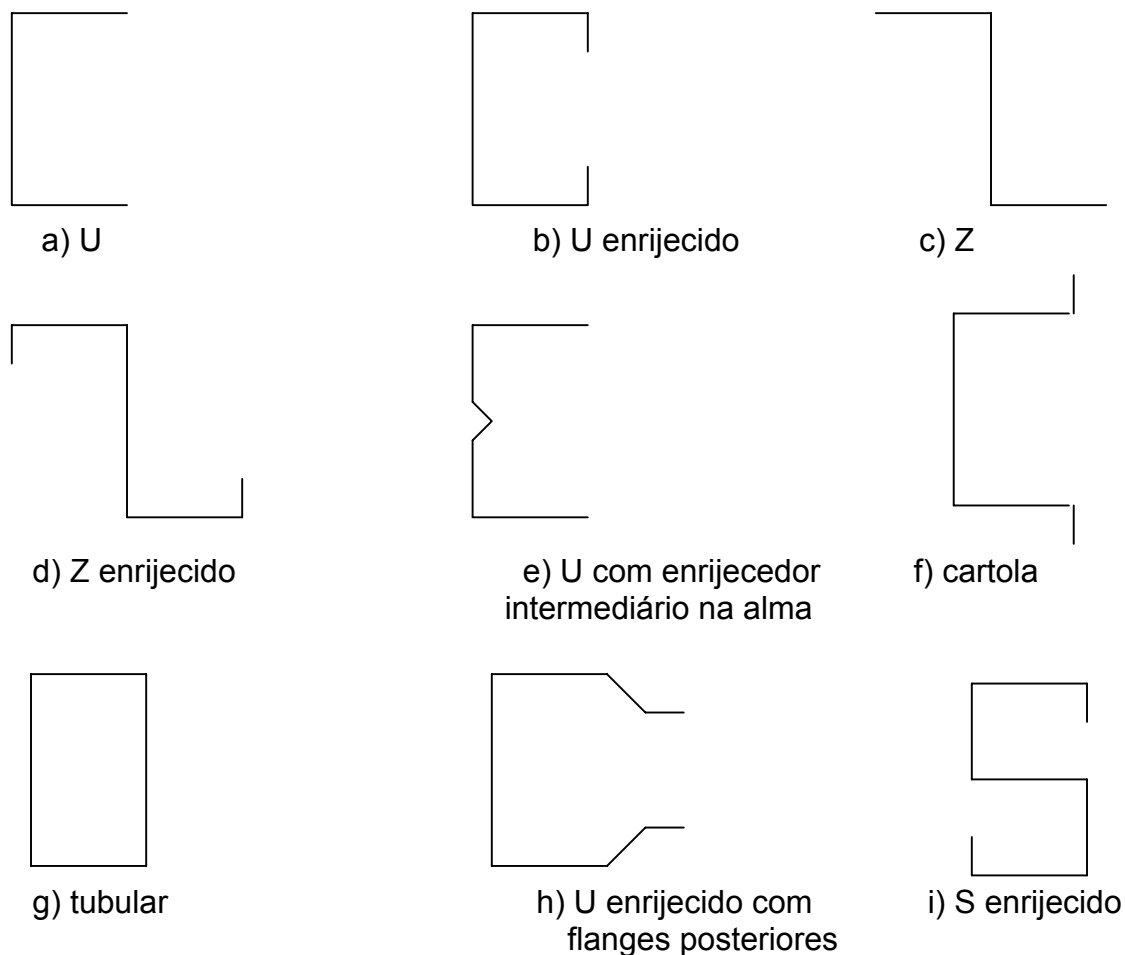 a) U
b) U enrijecido
c) Z
d) Z enrijecido
e) U com enrijecedor
intermediário na alma
f) cartola
g) tubular
h) U enrijecido com
flanges posteriores
i) S enrijecido